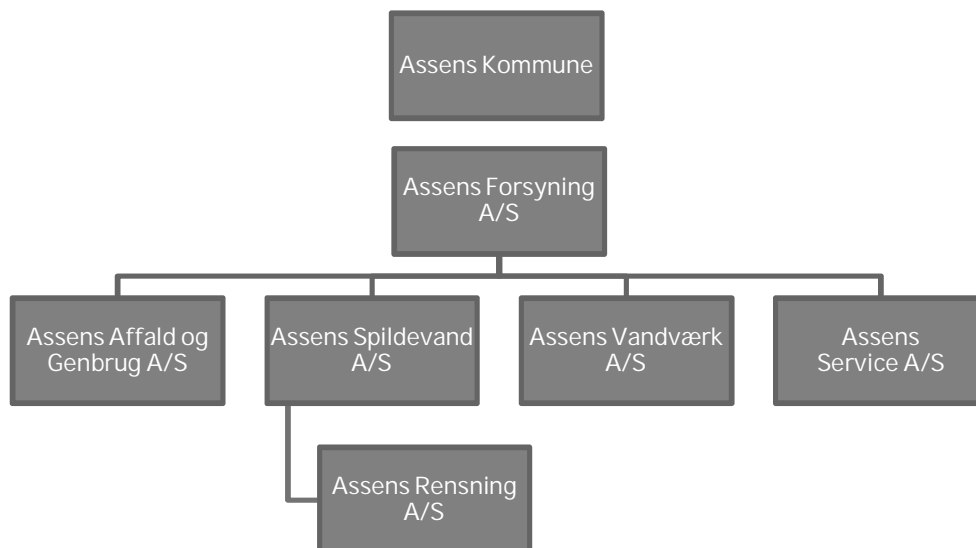 Assens Kommune
Assens Forsyning
A/S
Assens Affald og
Genbrug A/S
Assens Spildevand
A/S
Assens Vandværk
A/S
Assens
Service A/S
Assens Rensning
A/S